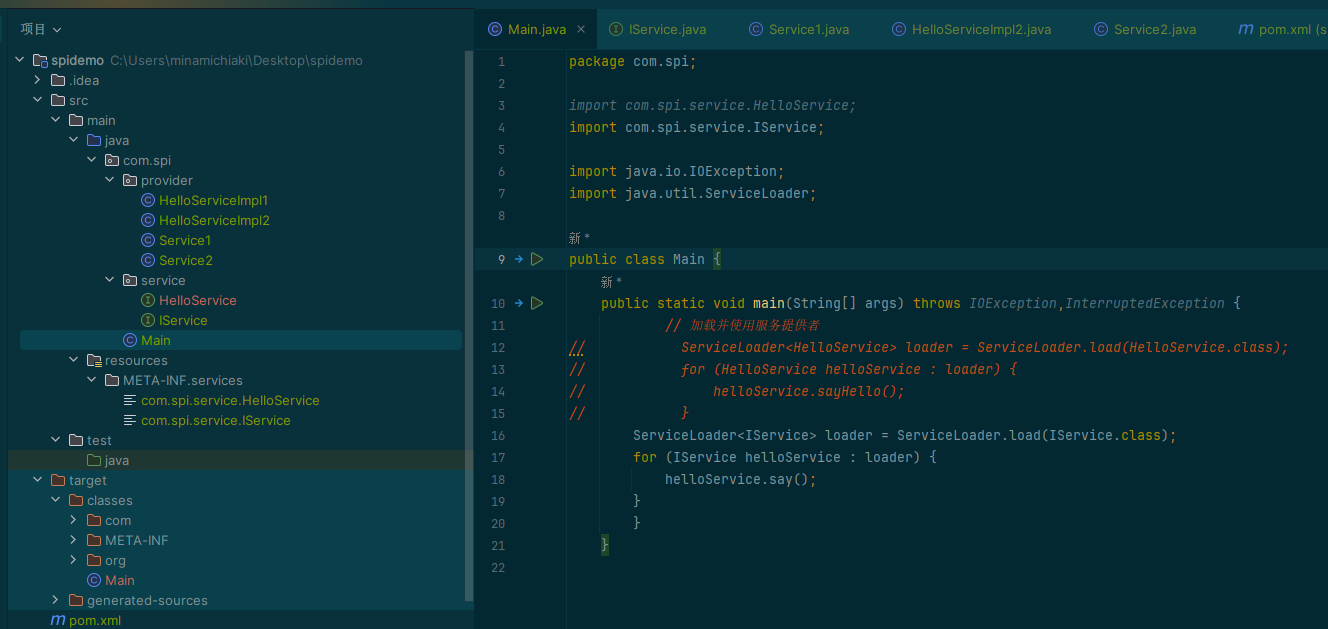 项目
spidemo C:\Users\minamichiaki\Desktop\spidemo
.idea
src
main
java
com.spi
provider
HelloServiceImpl1
HelloServiceImpl2
Service1
Service2
service
HelloService
IService
Main
resources
META-INF.services
com.spi.service.HelloService
com.spi.service.IService
test
java
target
classes
com
META-INF
org
Main
generated-sources
pom.xml
Main.java × IService.java Service1.java HelloServiceImpl2.java Service2.java pom.xml (s
1 package com.spi;
2
3 import com.spi.service.HelloService;
4 import com.spi.service.IService;
5
6 import java.io.IOException;
7 import java.util.ServiceLoader;
8
新 *
9 public class Main {
新 *
10 public static void main(String[] args) throws IOException,InterruptedException {
11 // 加载并使用服务提供者
12 // ServiceLoader<HelloService> loader = ServiceLoader.load(HelloService.class);
13 // for (HelloService helloService : loader) {
14 // helloService.sayHello();
15 // }
16 ServiceLoader<IService> loader = ServiceLoader.load(IService.class);
17 for (IService helloService : loader) {
18 helloService.say();
19 }
20 }
21 }
22